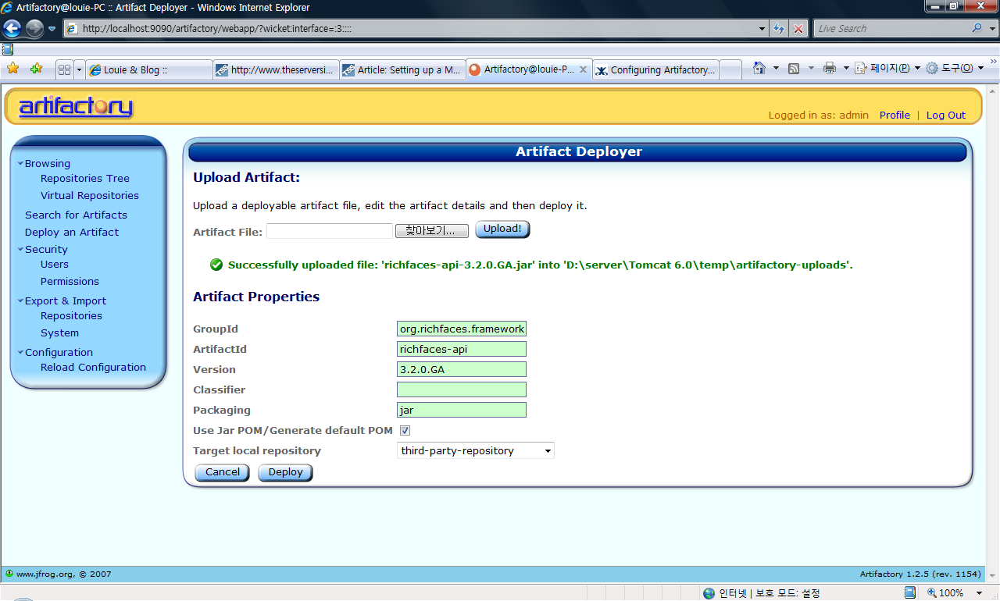 Artifactory@louie-PC :: Artifact Deployer - Windows Internet Explorer
http://localhost:9090/artifactory/webapp/?wicket:interface=:3::::
Live Search
Louie & Blog ::
http://www.theserversi...
Article: Setting up a M...
Artifactory@louie-P...
Configuring Artifactory...
페이지(P)
도구(O)
artifactory
Logged in as: admin Profile | Log Out
Browsing
Repositories Tree
Virtual Repositories
Search for Artifacts
Deploy an Artifact
Security
Users
Permissions
Export & Import
Repositories
System
Configuration
Reload Configuration
Artifact Deployer
Upload Artifact:
Upload a deployable artifact file, edit the artifact details and then deploy it.
Artifact File: 찾아보기... Upload!
Successfully uploaded file: 'richfaces-api-3.2.0.GA.jar' into 'D:\server\Tomcat 6.0\temp\artifactory-uploads'.
Artifact Properties
GroupId org.richfaces.framework
ArtifactId richfaces-api
Version 3.2.0.GA
Classifier
Packaging jar
Use Jar POM/Generate default POM
Target local repository third-party-repository
Cancel Deploy
www.jfrog.org, © 2007
Artifactory 1.2.5 (rev. 1154)
인터넷 | 보호 모드: 설정
100%